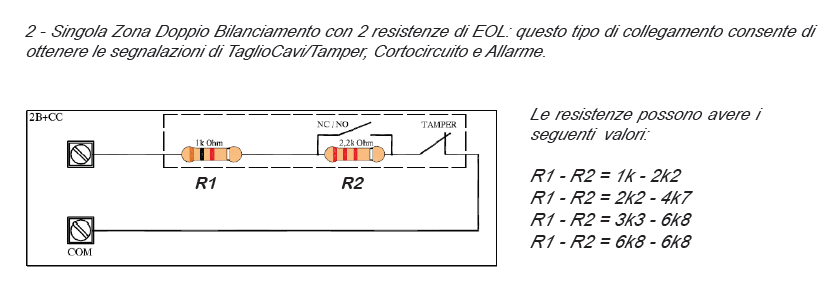 2 - Singola Zona Doppio Bilanciamento con 2 resistenze di EOL: questo tipo di collegamento consente di
ottenere le segnalazioni di TaglioCavi/Tamper, Cortocircuito e Allarme.
2B+CC
NC / NO
TAMPER
1k Ohm
2,2k Ohm
R1
R2
COM
Le resistenze possono avere i
seguenti valori:
R1 - R2 = 1k - 2k2
R1 - R2 = 2k2 - 4k7
R1 - R2 = 3k3 - 6k8
R1 - R2 = 6k8 - 6k8